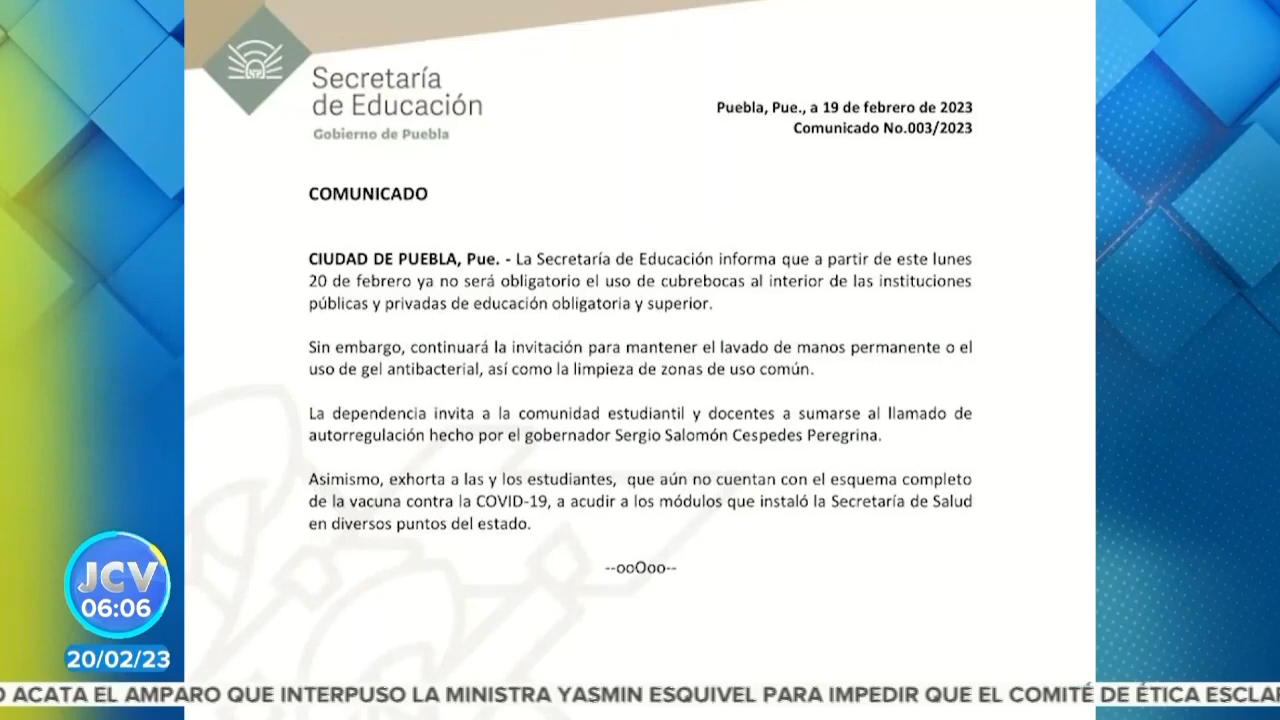 Secretaría
de Educación
Gobierno de Puebla
Puebla, Pue., a 19 de febrero de 2023
Comunicado No.003/2023
COMUNICADO
CIUDAD DE PUEBLA, Pue. - La Secretaría de Educación informa que a partir de este lunes
20 de febrero ya no será obligatorio el uso de cubrebocas al interior de las instituciones
públicas y privadas de educación obligatoria y superior.
Sin embargo, continuará la invitación para mantener el lavado de manos permanente o el
uso de gel antibacterial, así como la limpieza de zonas de uso común.
La dependencia invita a la comunidad estudiantil y docentes a sumarse al llamado de
autorregulación hecho por el gobernador Sergio Salomón Cespedes Peregrina.
Asimismo, exhorta a las y los estudiantes, que aún no cuentan con el esquema completo
de la vacuna contra la COVID-19, a acudir a los módulos que instaló la Secretaría de Salud
en diversos puntos del estado.
--ooOoo--
JCV
06:06
20/02/23
O ACATA EL AMPARO QUE INTERPUSO LA MINISTRA YASMIN ESQUIVEL PARA IMPEDIR QUE EL COMITÉ DE ÉTICA ESCLAR